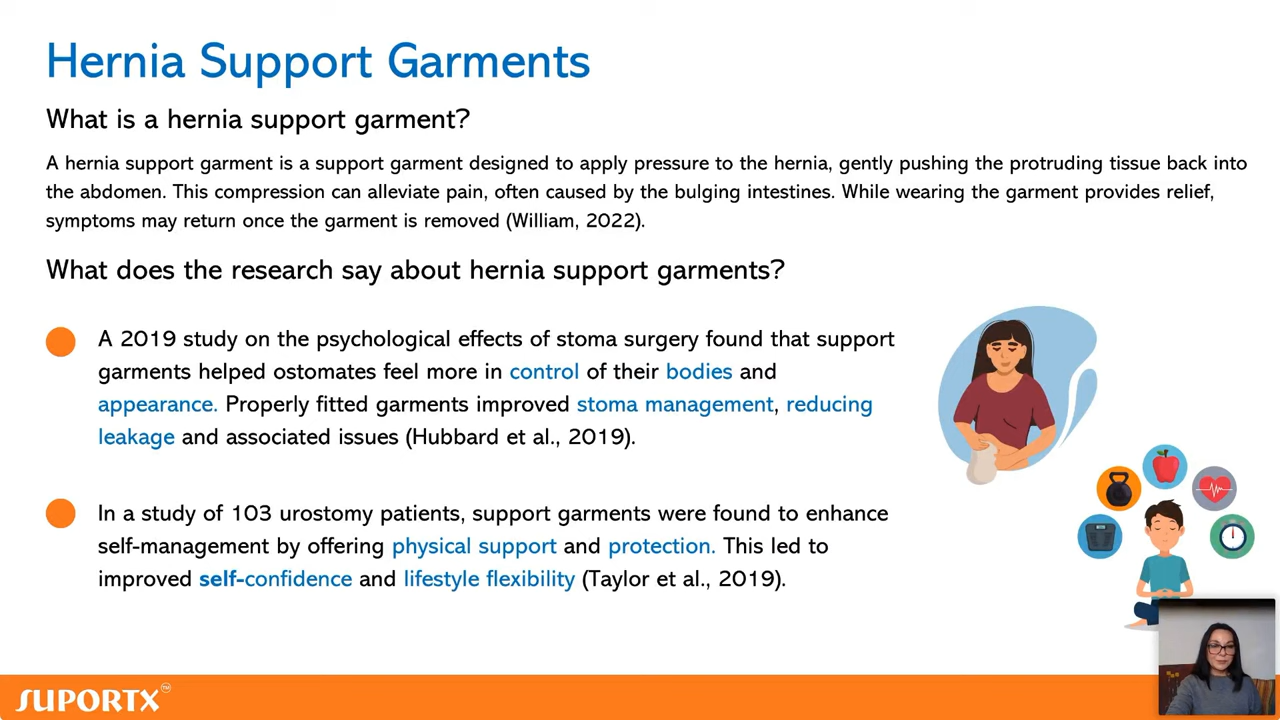 Hernia Support Garments
What is a hernia support garment?
A hernia support garment is a support garment designed to apply pressure to the hernia, gently pushing the protruding tissue back into
the abdomen. This compression can alleviate pain, often caused by the bulging intestines. While wearing the garment provides relief,
symptoms may return once the garment is removed (William, 2022).
What does the research say about hernia support garments?
A 2019 study on the psychological effects of stoma surgery found that support
garments helped ostomates feel more in control of their bodies and
appearance. Properly fitted garments improved stoma management, reducing
leakage and associated issues (Hubbard et al., 2019).
In a study of 103 urostomy patients, support garments were found to enhance
self-management by offering physical support and protection. This led to
improved self-confidence and lifestyle flexibility (Taylor et al., 2019).
SUPORTX™